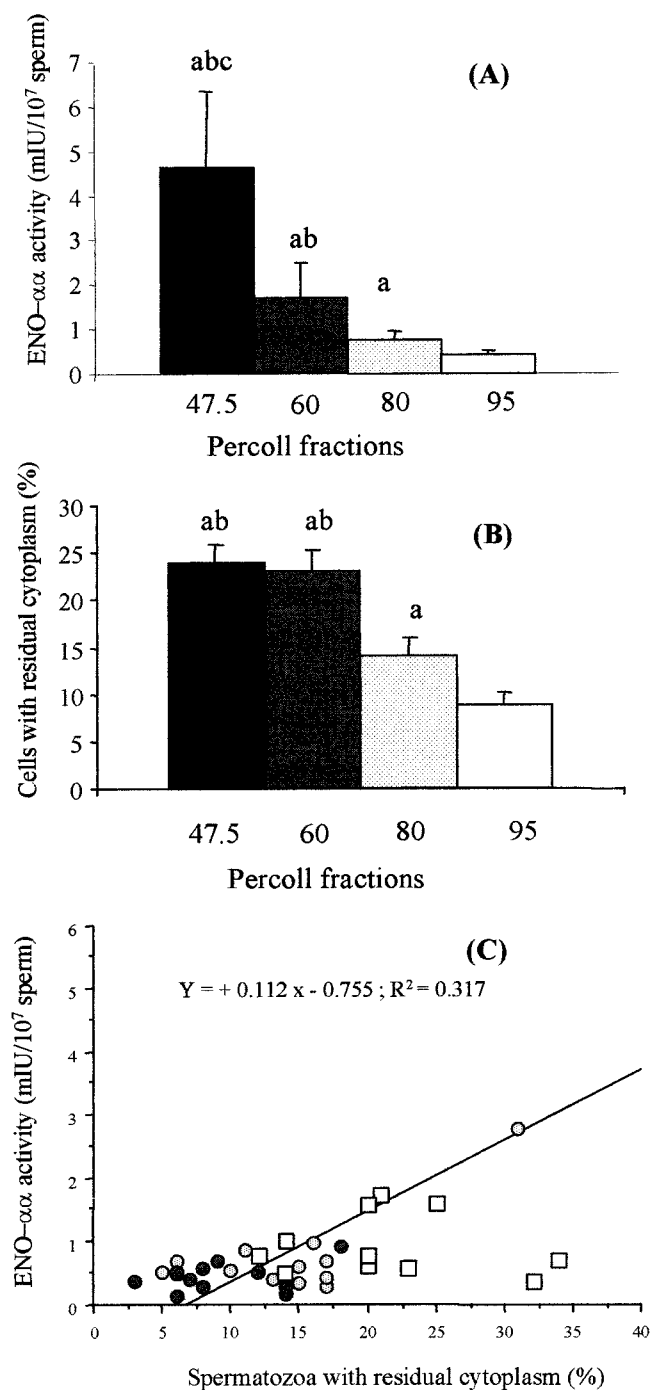 (A)
ENO–αα activity (mIU/10⁷ sperm)
7
6
5
4
3
2
1
0
abc
ab
a
47.5 60 80 95
Percoll fractions
(B)
Cells with residual cytoplasm (%)
30
25
20
15
10
5
0
ab ab
a
47.5 60 80 95
Percoll fractions
(C)
ENO–αα activity (mIU/10⁷ sperm)
6
5
4
3
2
1
0
Y = + 0.112 x - 0.755 ; R² = 0.317
0 5 10 15 20 25 30 35 40
Spermatozoa with residual cytoplasm (%)